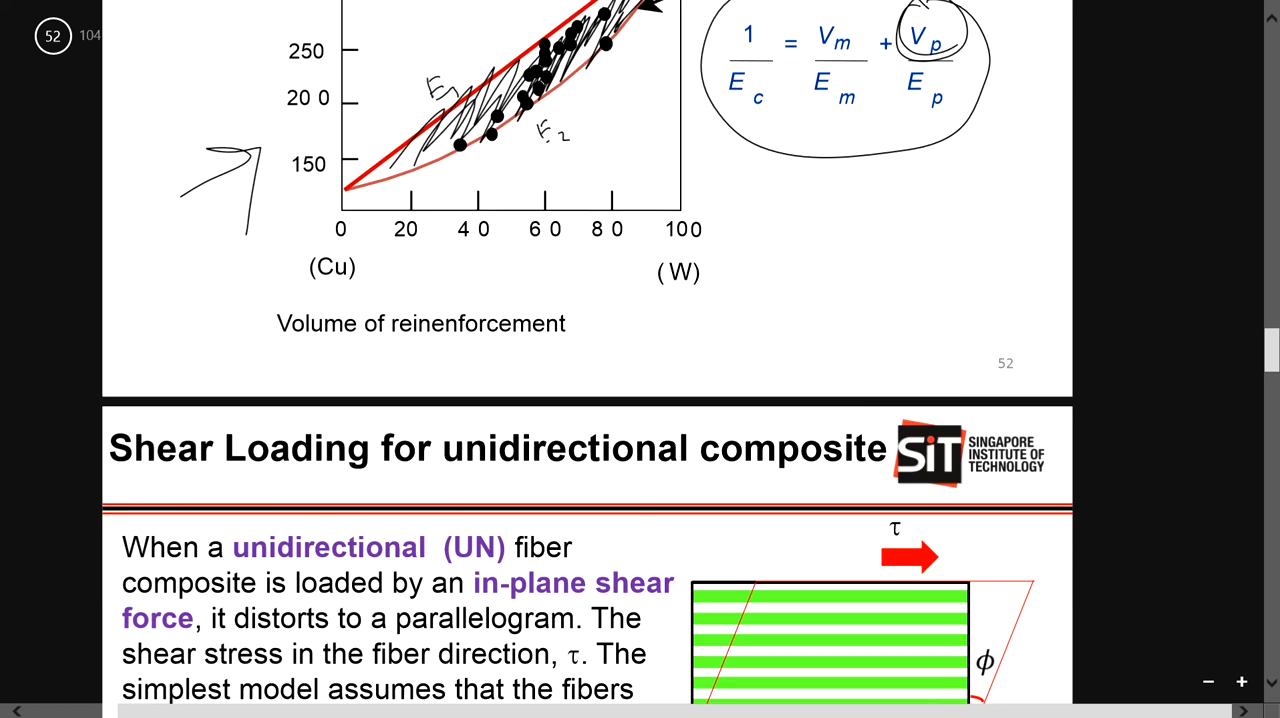 52 104
250
20 0
150
E1
E2
0 20 4 0 6 0 8 0 100
(Cu) ( W)
Volume of reinenforcement
1 = Vm + Vp
Ec Em Ep
52
Shear Loading for unidirectional composite
SiT SINGAPORE
INSTITUTE OF
TECHNOLOGY
When a unidirectional (UN) fiber
composite is loaded by an in-plane shear
force, it distorts to a parallelogram. The
shear stress in the fiber direction, τ. The
simplest model assumes that the fibers
τ
ϕ